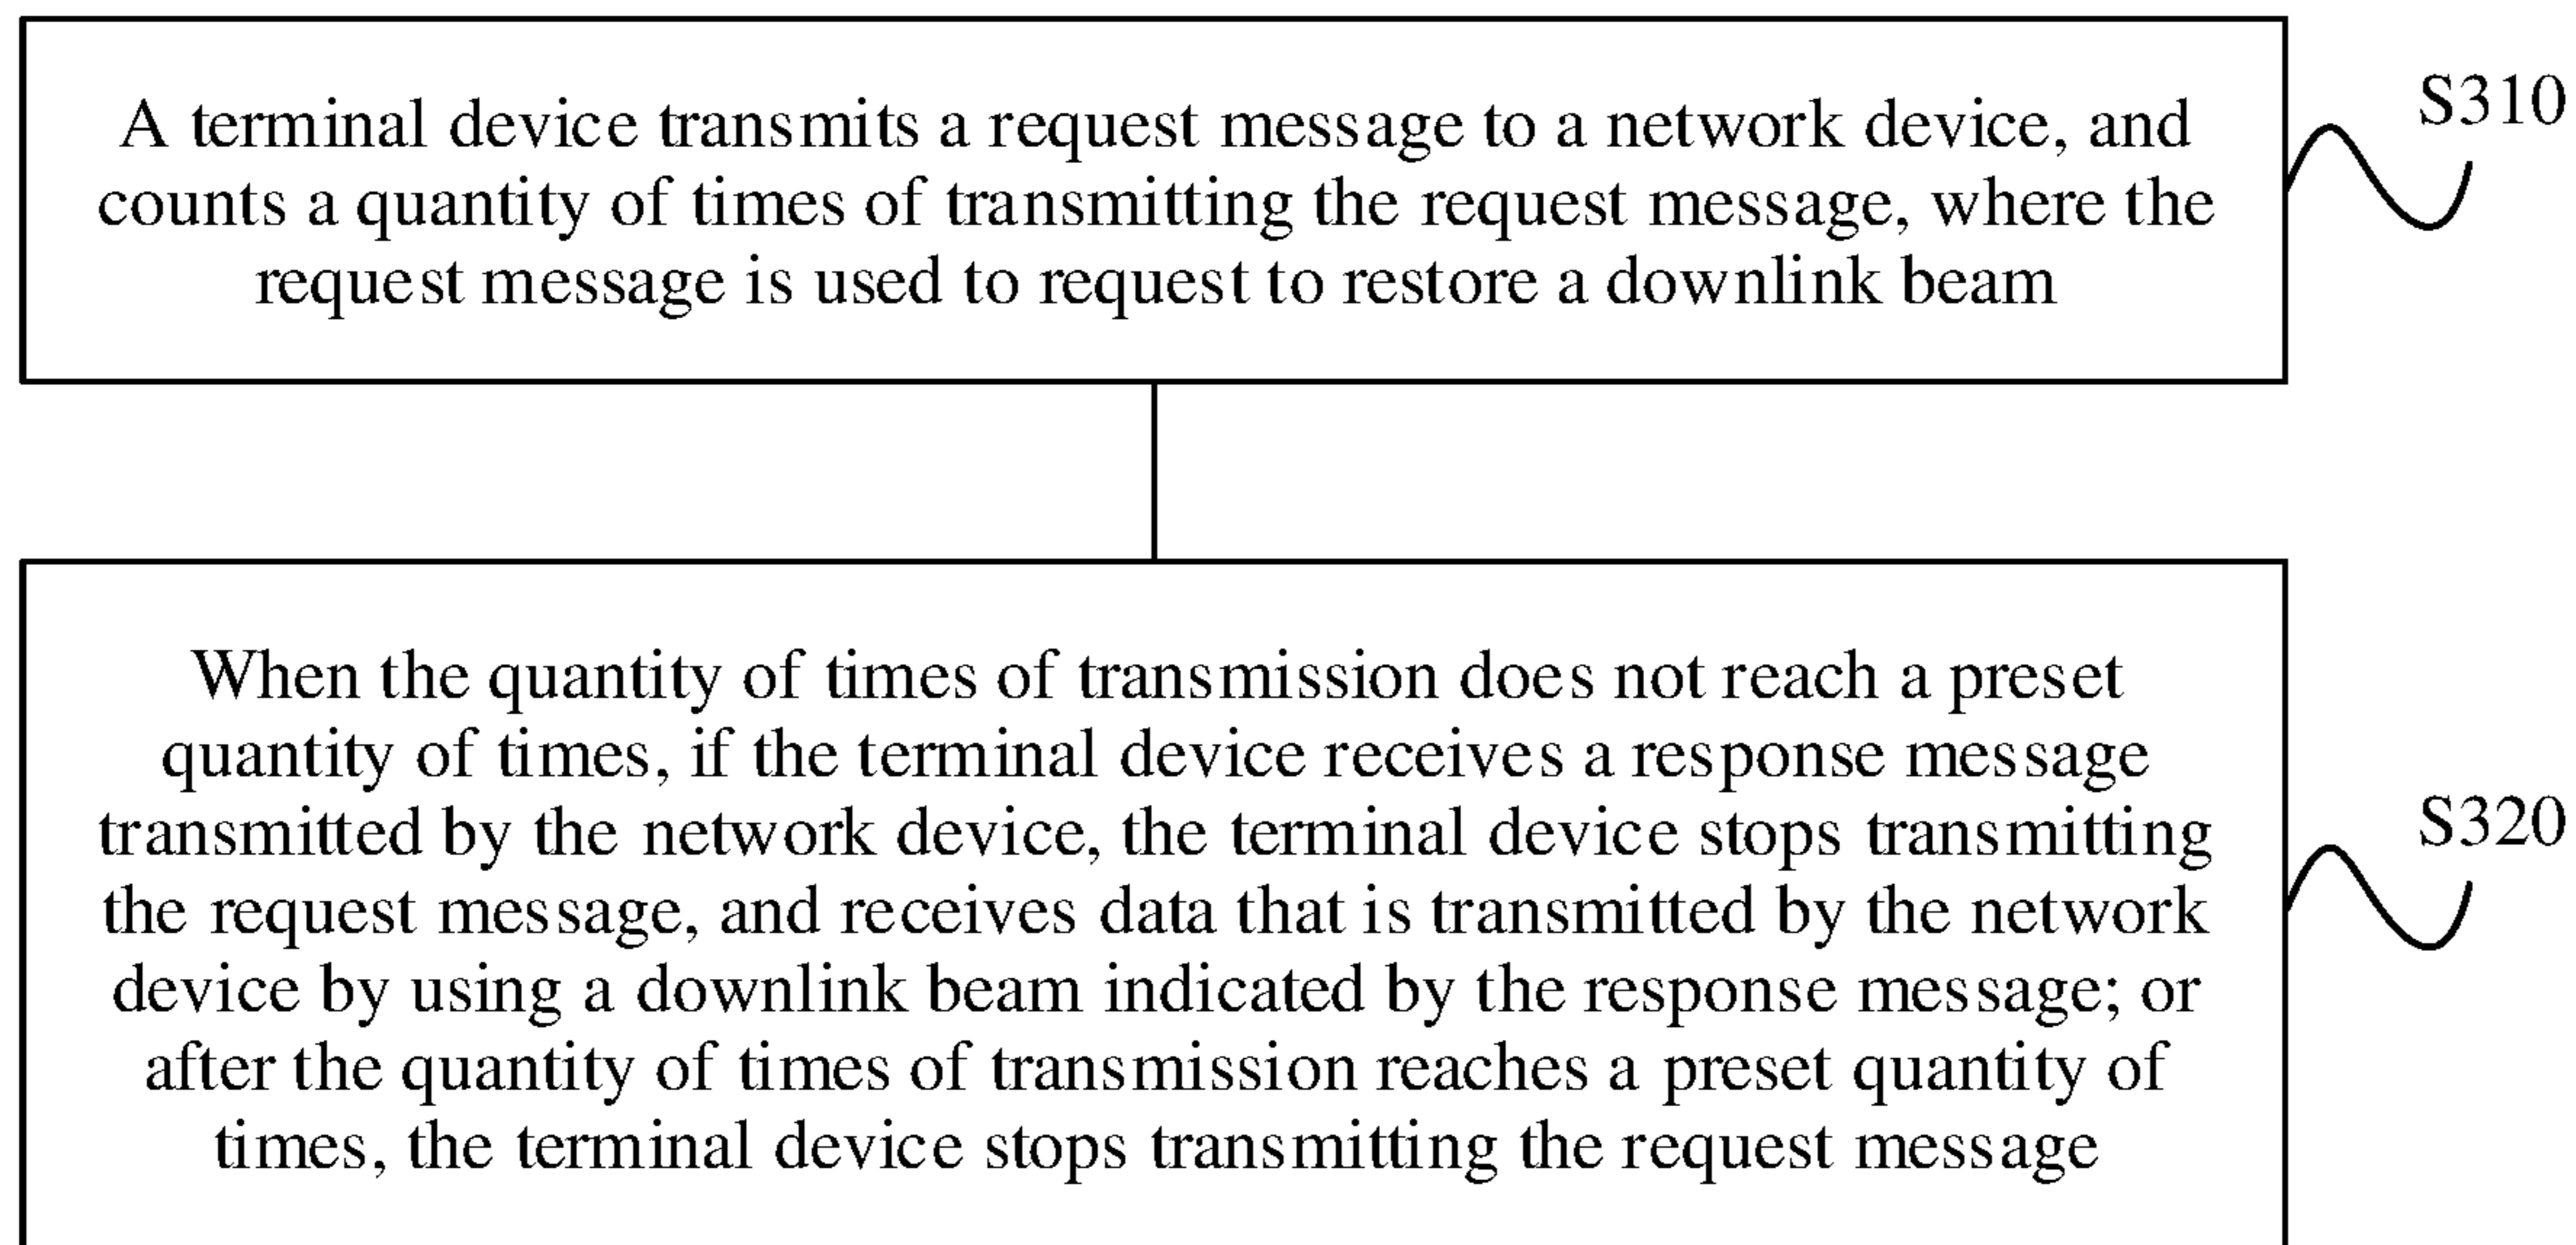 A terminal device transmits a request message to a network device, and
counts a quantity of times of transmitting the request message, where the
request message is used to request to restore a downlink beam
S310
When the quantity of times of transmission does not reach a preset
quantity of times, if the terminal device receives a response message
transmitted by the network device, the terminal device stops transmitting
the request message, and receives data that is transmitted by the network
device by using a downlink beam indicated by the response message; or
after the quantity of times of transmission reaches a preset quantity of
times, the terminal device stops transmitting the request message
S320